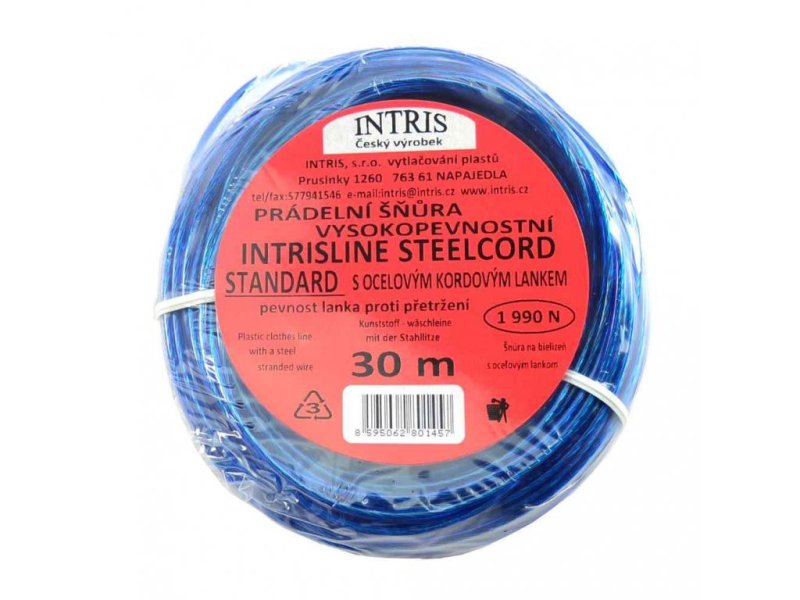 INTRIS
Český výrobek
INTRIS, s.r.o. vytlačování plastů
Prusinky 1260 763 61 NAPAJEDLA
tel/fax:577941546 e-mail:intris@intris.cz www.intris.cz
PRÁDELNÍ ŠŇŮRA
VYSOKOPEVNOSTNÍ
INTRISLINE STEELCORD
STANDARD S OCELOVÝM KORDOVÝM LANKEM
pevnost lanka proti přetržení
1 990 N
Kunststoff - wäschleine
mit der Stahllitze
Plastic clothes line
with a steel
stranded wire
30 m
Šnúra na bielizeň
s oceľovým lankom
3
8 595062 801457